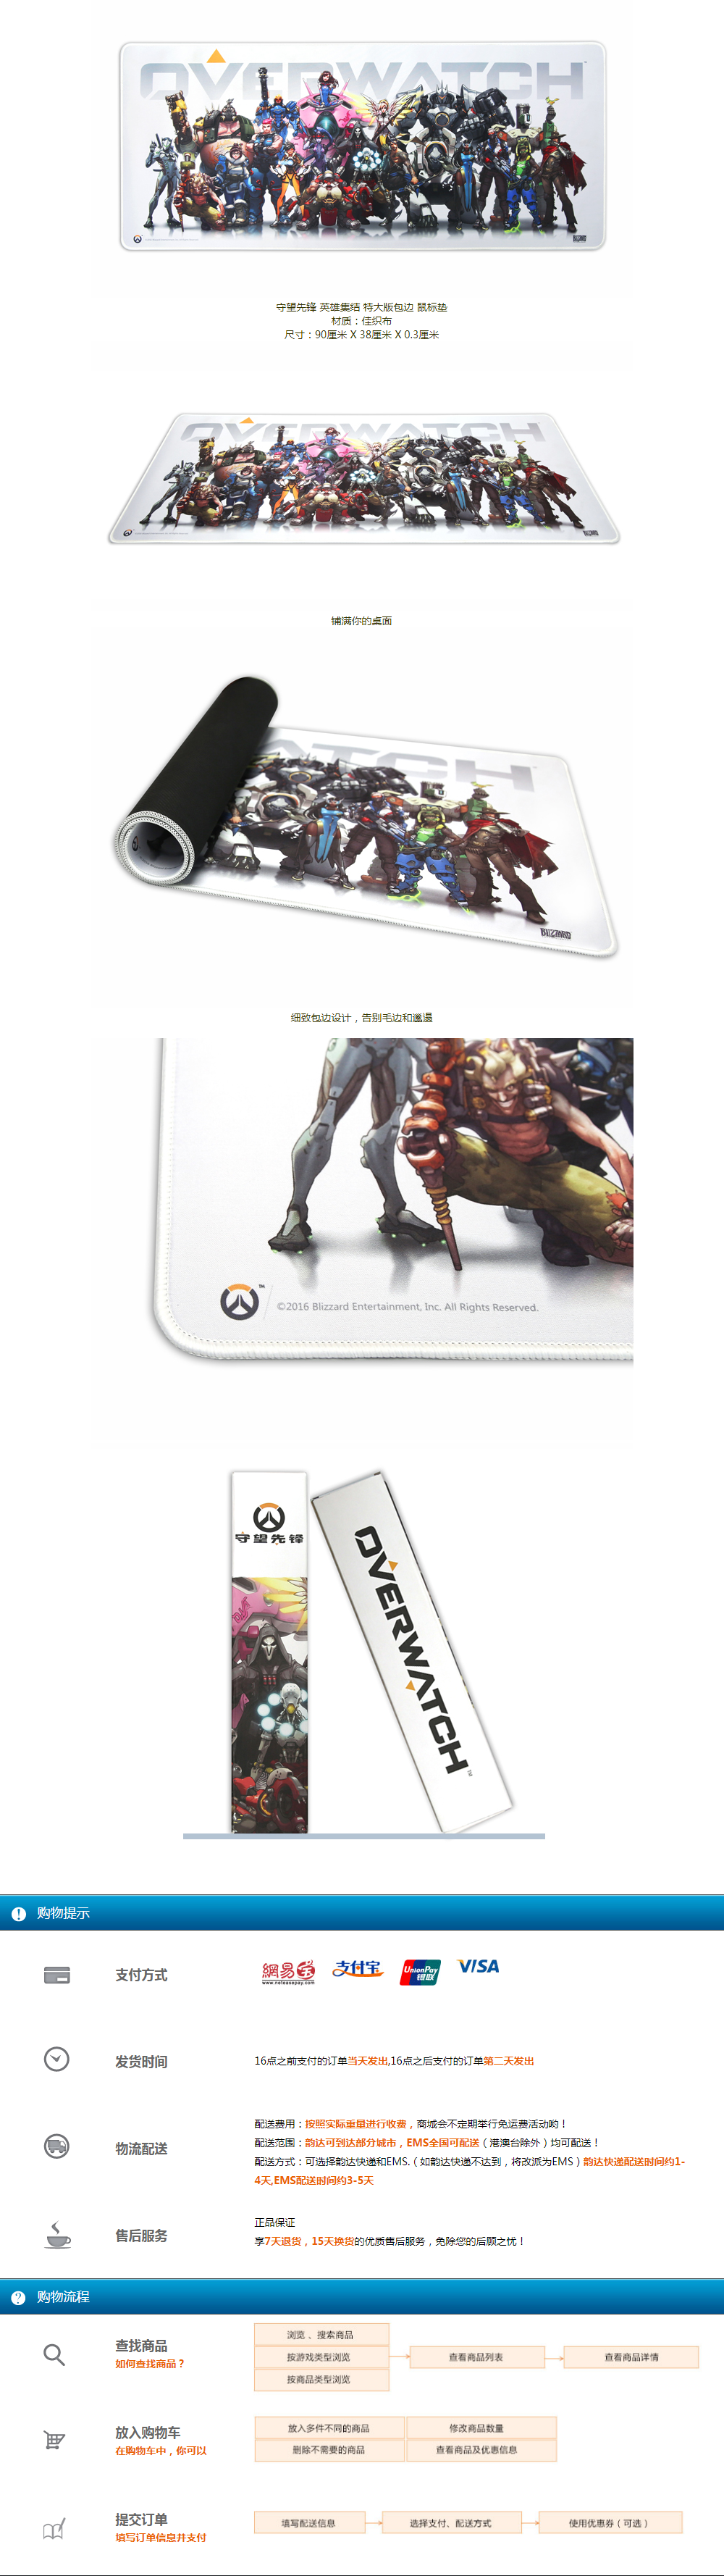 OVERWATCH
守望先锋 英雄集结 特大版包边 鼠标垫
材质：佳织布
尺寸：90厘米 X 38厘米 X 0.3厘米
OVERWATCH
铺满你的桌面
WATCH
BLIZZARD
细致包边设计，告别毛边和邋遢
©2016 Blizzard Entertainment, Inc. All Rights Reserved.
守望先锋
OVERWATCH
购物提示
支付方式
網易宝
www.neteasepay.com
支付宝
UnionPay
银联
VISA
发货时间
16点之前支付的订单当天发出,16点之后支付的订单第二天发出
物流配送
配送费用：按照实际重量进行收费，商城会不定期举行免运费活动哟！
配送范围：韵达可到达部分城市，EMS全国可配送（港澳台除外）均可配送！
配送方式：可选择韵达快递和EMS.（如韵达快递不达到，将改派为EMS）韵达快递配送时间约1-
4天,EMS配送时间约3-5天
售后服务
正品保证
享7天退货，15天换货的优质售后服务，免除您的后顾之忧！
购物流程
查找商品
如何查找商品？
浏览 、搜索商品
按游戏类型浏览
按商品类型浏览
查看商品列表
查看商品详情
放入购物车
在购物车中，你可以
放入多件不同的商品
修改商品数量
删除不需要的商品
查看商品及优惠信息
提交订单
填写订单信息并支付
填写配送信息
选择支付、配送方式
使用优惠券（可选）